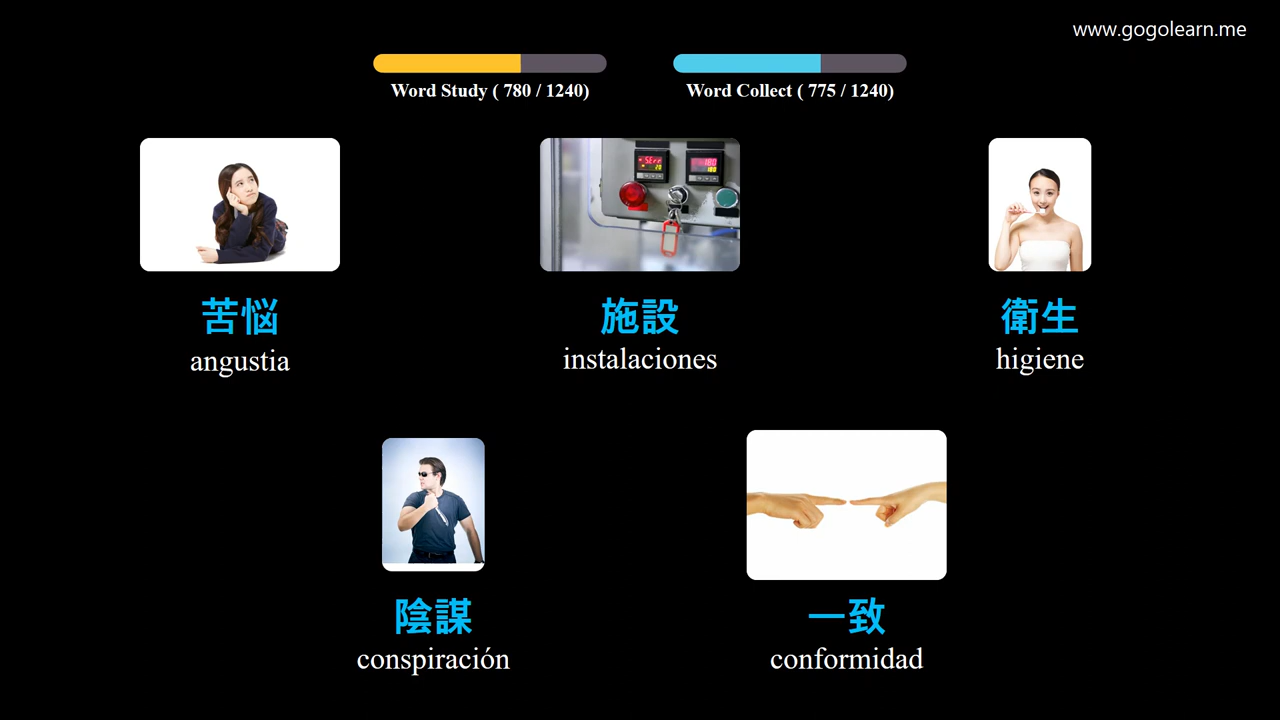 www.gogolearn.me
Word Study ( 780 / 1240)
Word Collect ( 775 / 1240)
苦悩
angustia
施設
instalaciones
衛生
higiene
陰謀
conspiración
一致
conformidad